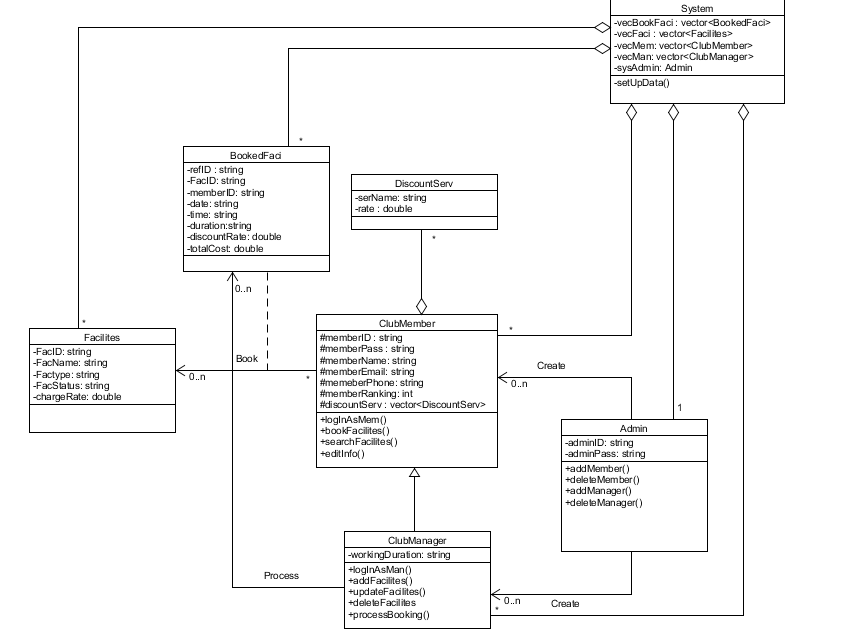 System
-vecBookFaci : vector<BookedFaci>
-vecFaci : vector<Facilites>
-vecMem: vector<ClubMember>
-vecMan: vector<ClubManager>
-sysAdmin: Admin
-setUpData()
*
BookedFaci
-refID : string
-FacID: string
-memberID: string
-date: string
-time: string
-duration:string
-discountRate: double
-totalCost: double
DiscountServ
-serName: string
-rate : double
*
0..n
*
Facilites
-FacID: string
-FacName: string
-Factype: string
-FacStatus: string
-chargeRate: double
Book
0..n
*
ClubMember
#memberID : string
#memberPass : string
#memberName: string
#memberEmail: string
#memeberPhone: string
#memberRanking: int
#discountServ : vector<DiscountServ>
+logInAsMem()
+bookFacilites()
+searchFacilites()
+editInfo()
*
Create
0..n
1
Admin
-adminID: string
-adminPass: string
+addMember()
+deleteMember()
+addManager()
+deleteManager()
ClubManager
-workingDuration: string
+logInAsMan()
+addFacilites()
+updateFacilites()
+deleteFacilites
+processBooking()
Process
0..n
*
Create